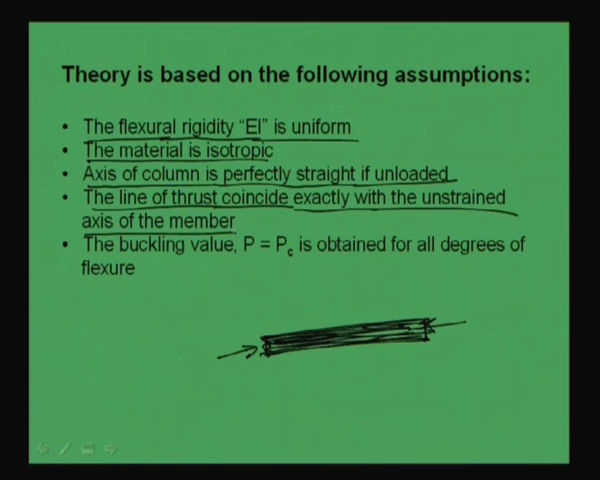 Theory is based on the following assumptions:
• The flexural rigidity "EI" is uniform
• The material is isotropic
• Axis of column is perfectly straight if unloaded
• The line of thrust coincide exactly with the unstrained
axis of the member
• The buckling value, P = Pc is obtained for all degrees of
flexure